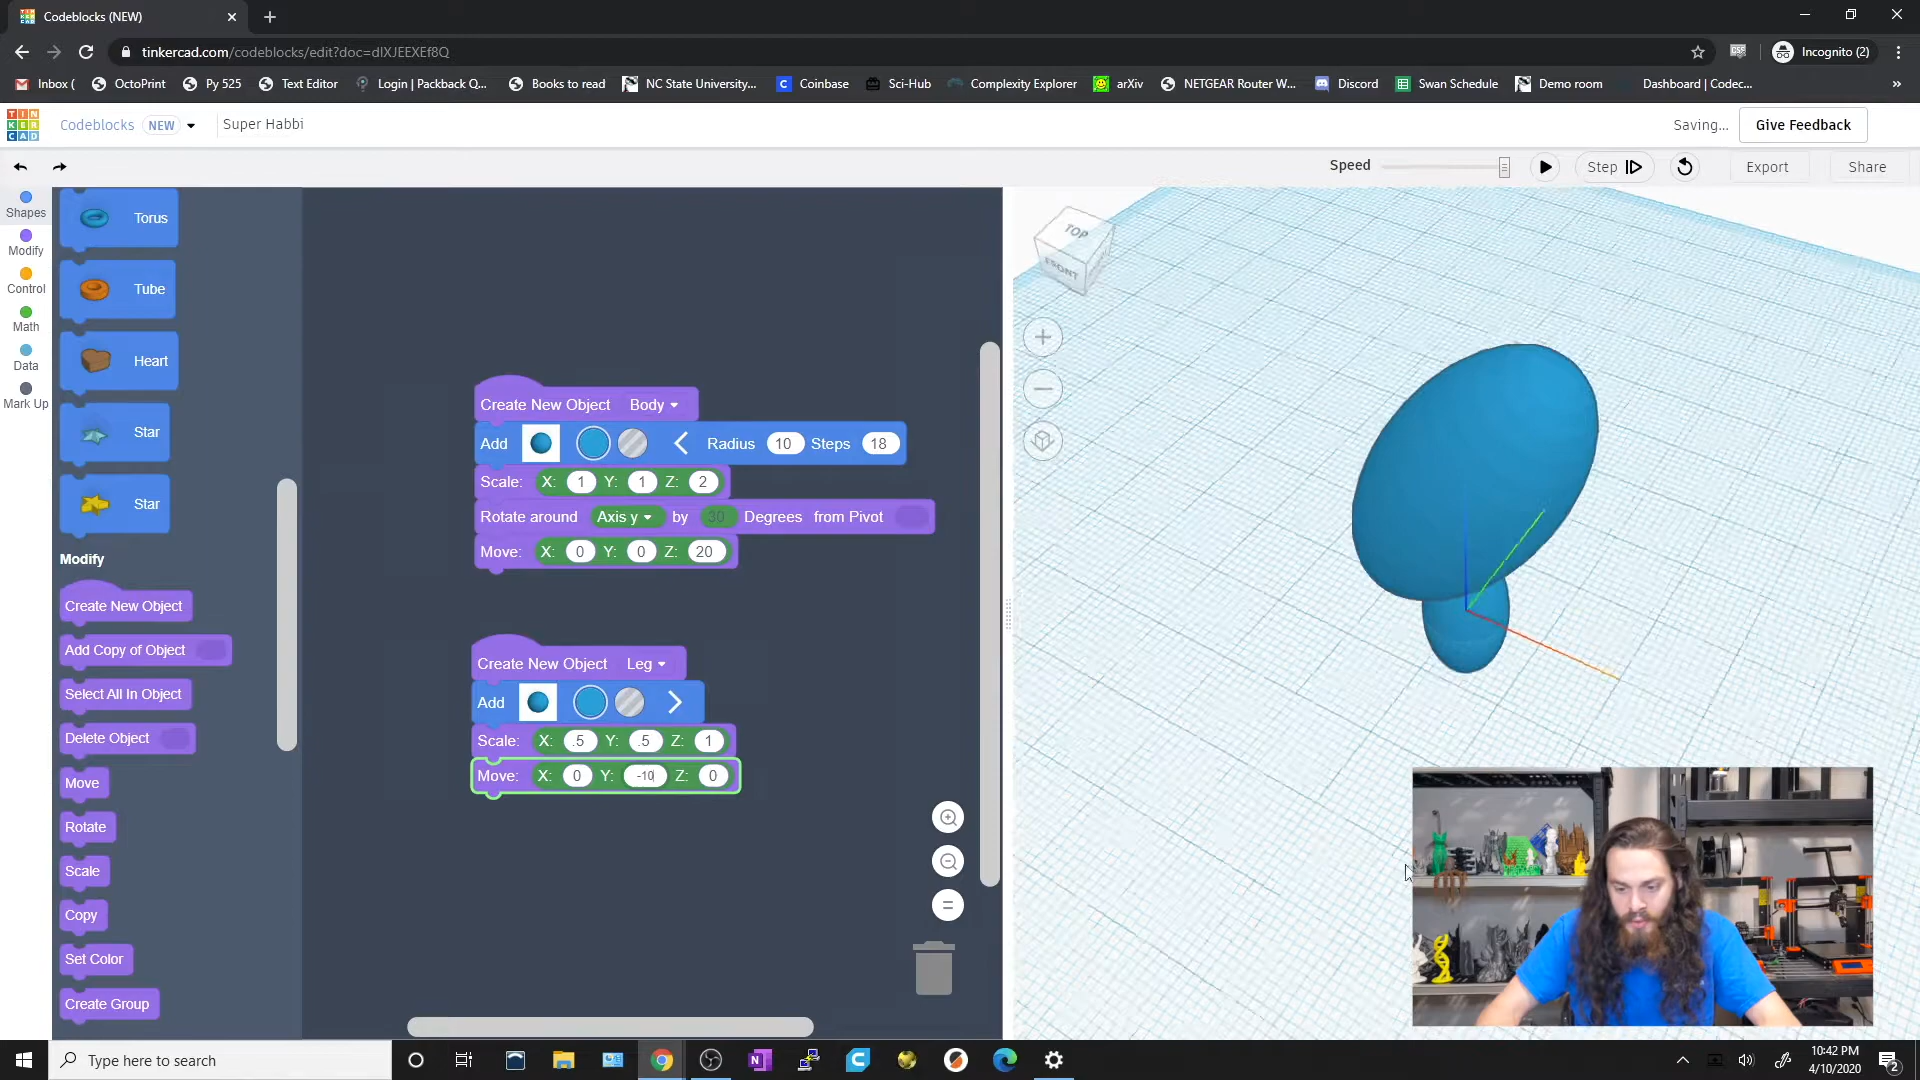 Codeblocks (NEW)
tinkercad.com/codeblocks/edit?doc=dIXJEEXEf8Q
Incognito (2)
Inbox (
OctoPrint
Py 525
Text Editor
Login | Packback Q...
Books to read
NC State University...
Coinbase
Sci-Hub
Complexity Explorer
arXiv
NETGEAR Router W...
Discord
Swan Schedule
Demo room
Dashboard | Codec...
TIN
KER
CAD
Codeblocks NEW
Super Habbi
Saving...
Give Feedback
Speed
Step
Export
Share
Shapes
Modify
Control
Math
Data
Mark Up
Torus
Tube
Heart
Star
Star
Modify
Create New Object
Add Copy of Object
Select All In Object
Delete Object
Move
Rotate
Scale
Copy
Set Color
Create Group
Create New Object Body
Add Radius 10 Steps 18
Scale: X: 1 Y: 1 Z: 2
Rotate around Axis y by 30 Degrees from Pivot
Move: X: 0 Y: 0 Z: 20
Create New Object Leg
Add
Scale: X: .5 Y: .5 Z: 1
Move: X: 0 Y: -10 Z: 0
TOP
FRONT
Type here to search
10:42 PM
4/10/2020
2